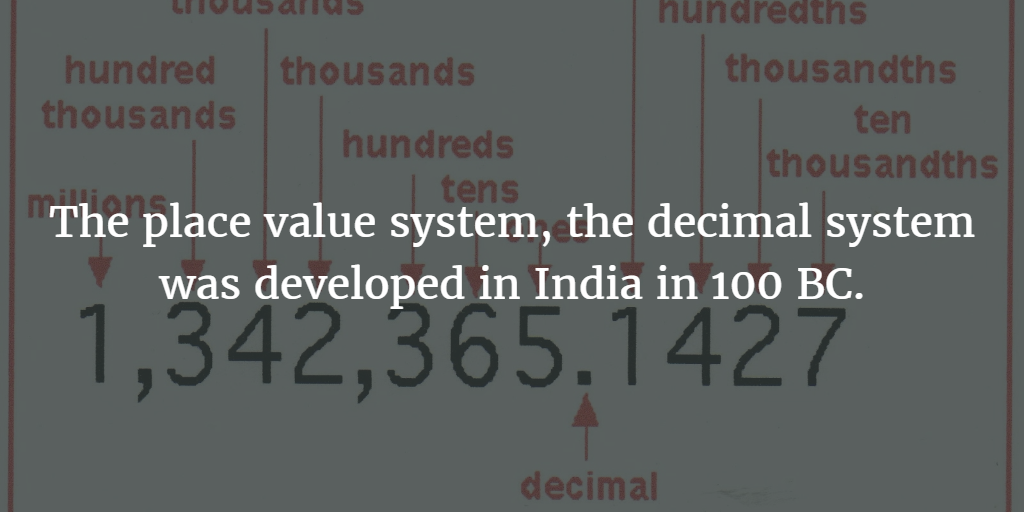 thousands
hundredths
hundred
thousands
thousands
thousandths
ten
thousandths
hundreds
tens
millions
ones
The place value system, the decimal system
was developed in India in 100 BC.
1,342,365.1427
decimal